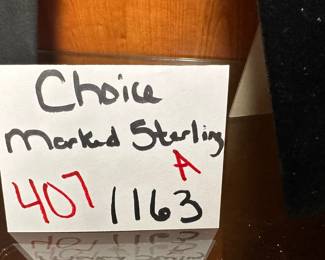 Choice
Marked Sterling
A
407 1163